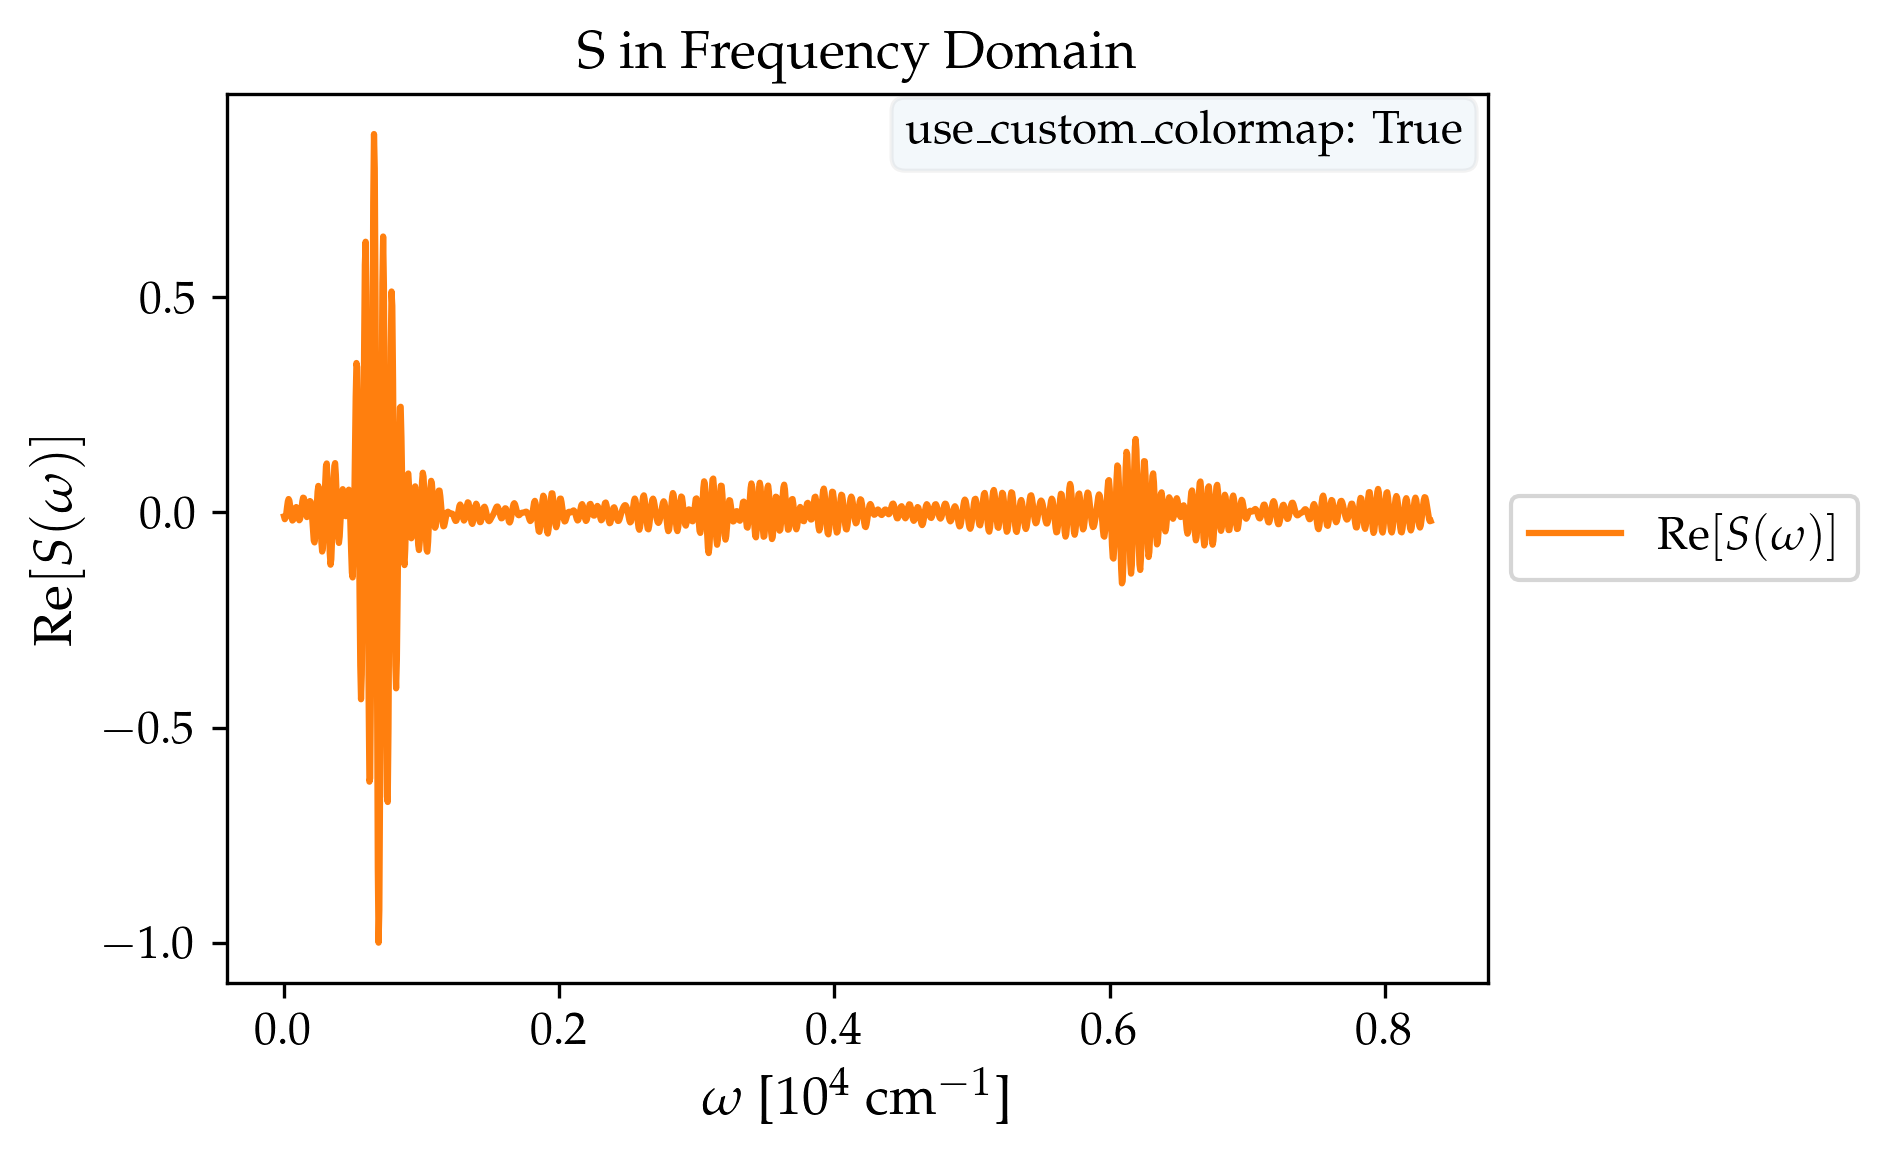 S in Frequency Domain
use_custom_colormap: True
Re[S(ω)]
0.5
0.0
−0.5
−1.0
Re[S(ω)]
0.0 0.2 0.4 0.6 0.8
ω [10⁴ cm⁻¹]